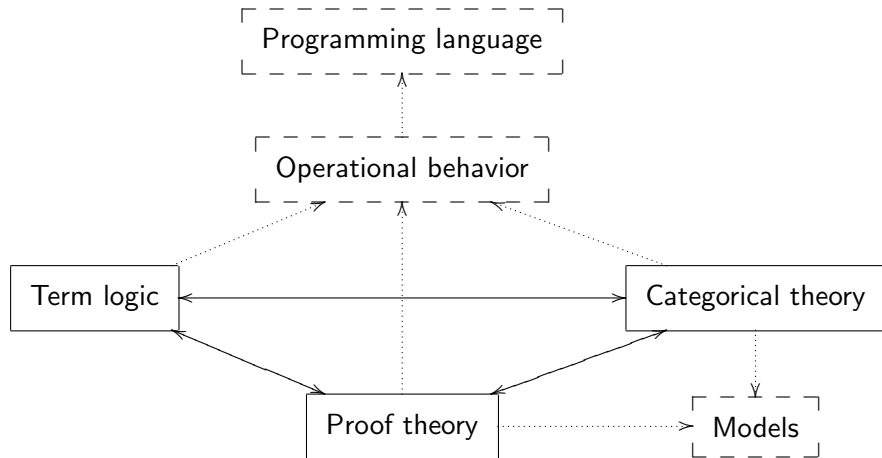 Programming language
Operational behavior
Term logic
Categorical theory
Proof theory
Models